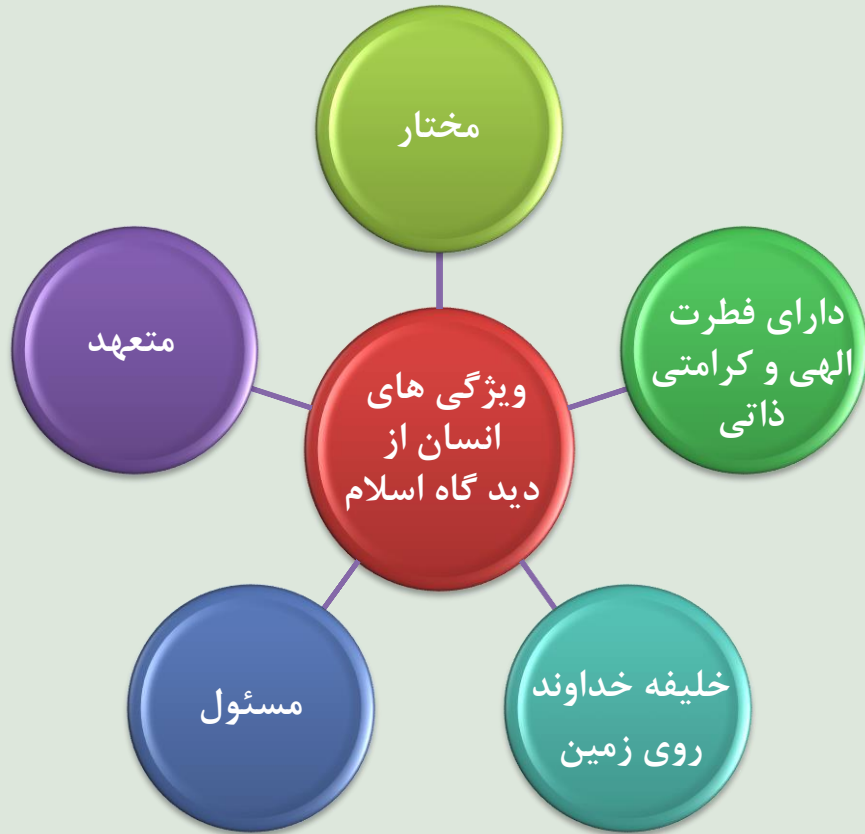 مختار
دارای فطرت
الهی و کرامتی
ذاتی
متعهد
ویژگی های
انسان از
دید گاه اسلام
خلیفه خداوند
روی زمین
مسئول